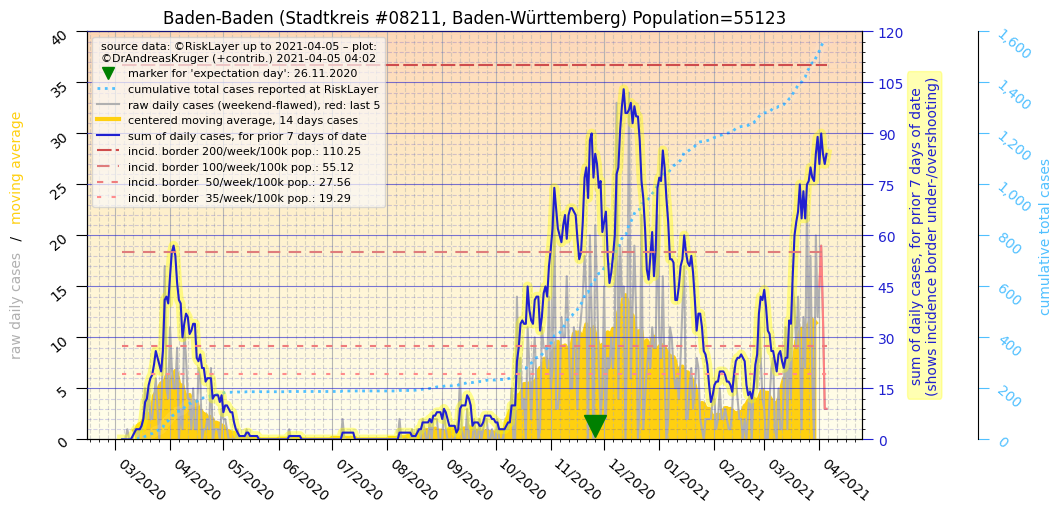 Baden-Baden (Stadtkreis #08211, Baden-Württemberg) Population=55123
source data: ©RiskLayer up to 2021-04-05 – plot:
©DrAndreasKruger (+contrib.) 2021-04-05 04:02
marker for 'expectation day': 26.11.2020
cumulative total cases reported at RiskLayer
raw daily cases (weekend-flawed), red: last 5
centered moving average, 14 days cases
sum of daily cases, for prior 7 days of date
incid. border 200/week/100k pop.: 110.25
incid. border 100/week/100k pop.: 55.12
incid. border  50/week/100k pop.: 27.56
incid. border  35/week/100k pop.: 19.29
raw daily cases  /  moving average
40
35
30
25
20
15
10
5
0
03/2020
04/2020
05/2020
06/2020
07/2020
08/2020
09/2020
10/2020
11/2020
12/2020
01/2021
02/2021
03/2021
04/2021
120
105
90
75
60
45
30
15
0
sum of daily cases, for prior 7 days of date
(shows incidence border under-/overshooting)
1,600
1,400
1,200
1,000
800
600
400
200
0
cumulative total cases